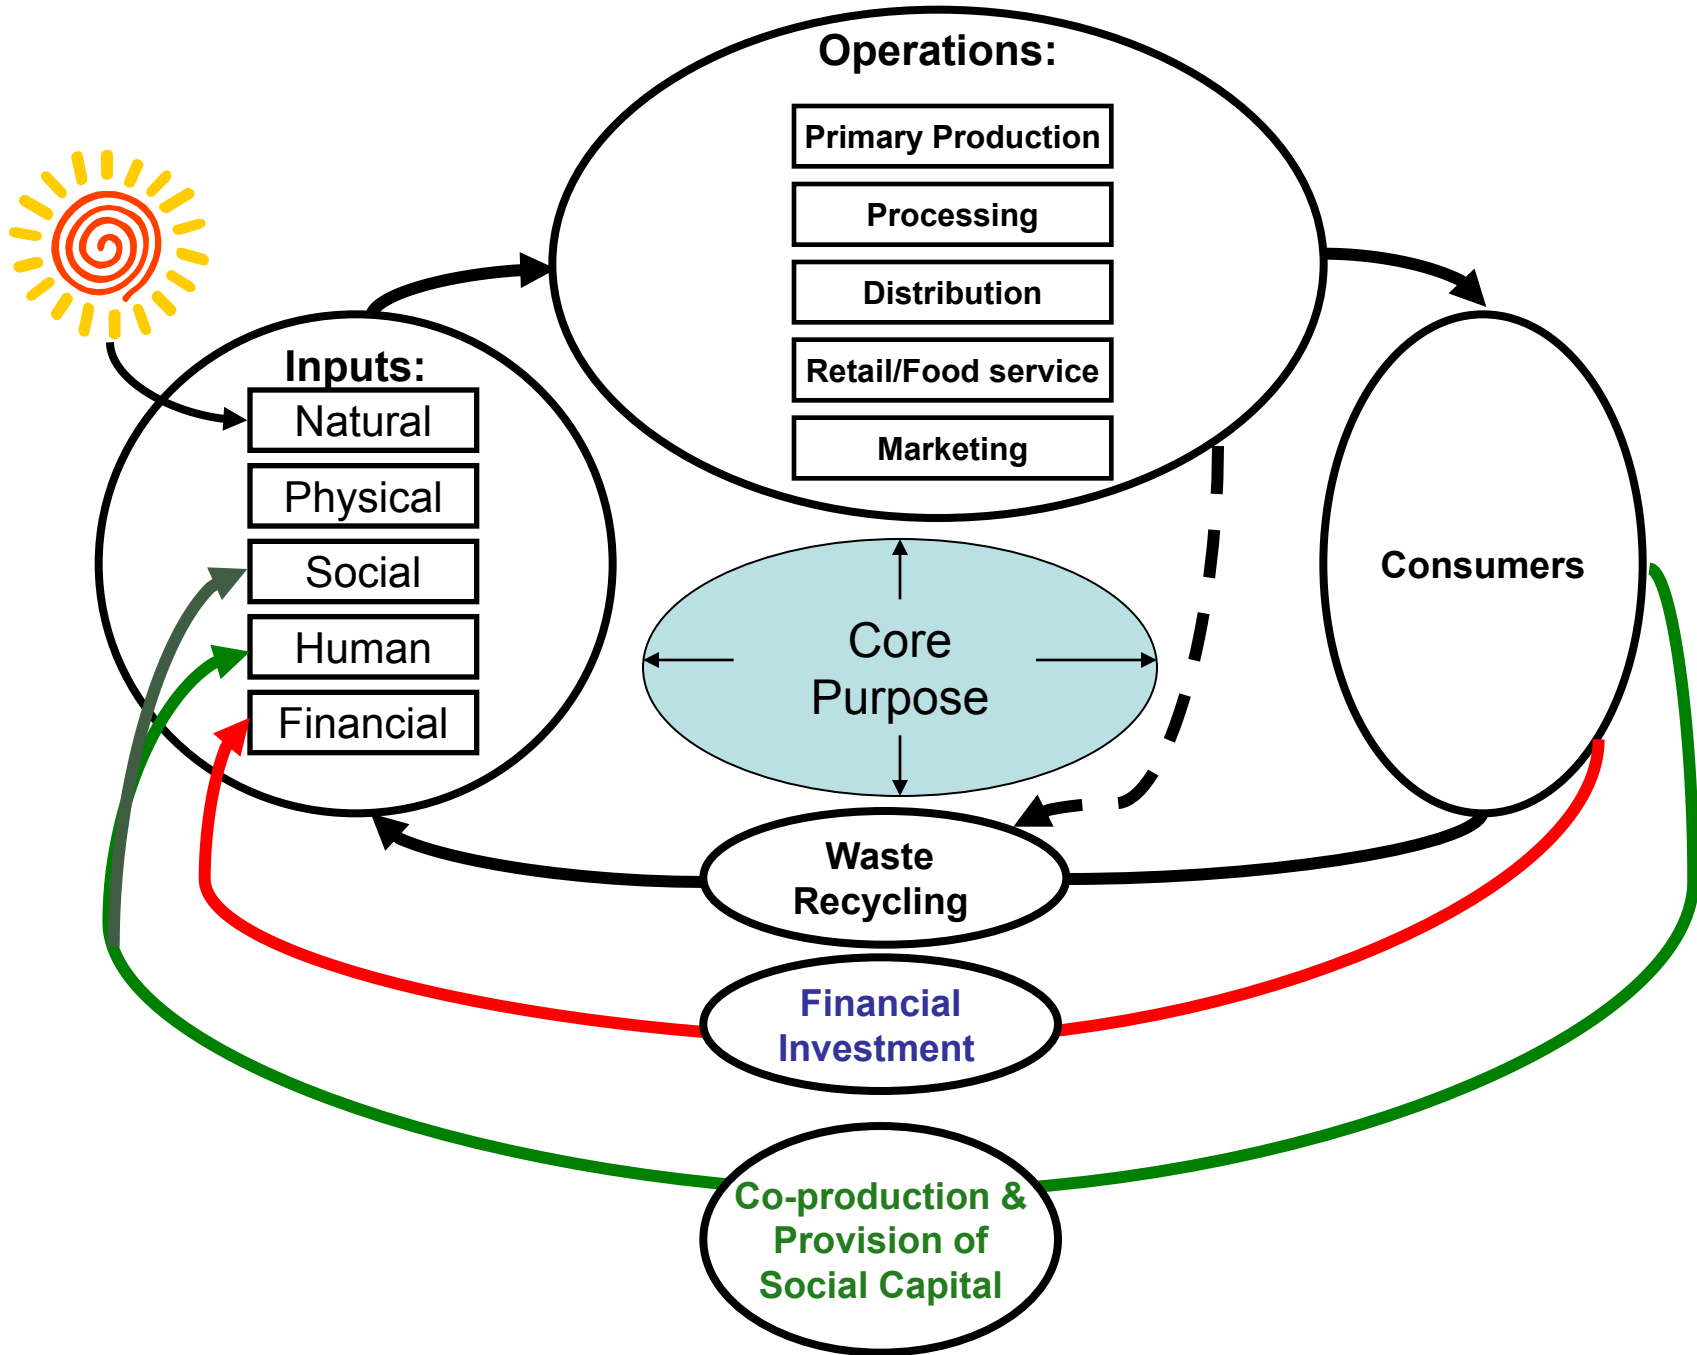 Operations:
Primary Production
Processing
Distribution
Retail/Food service
Marketing
Inputs:
Natural
Physical
Social
Human
Financial
Consumers
Core
Purpose
Waste
Recycling
Financial
Investment
Co-production &
Provision of
Social Capital